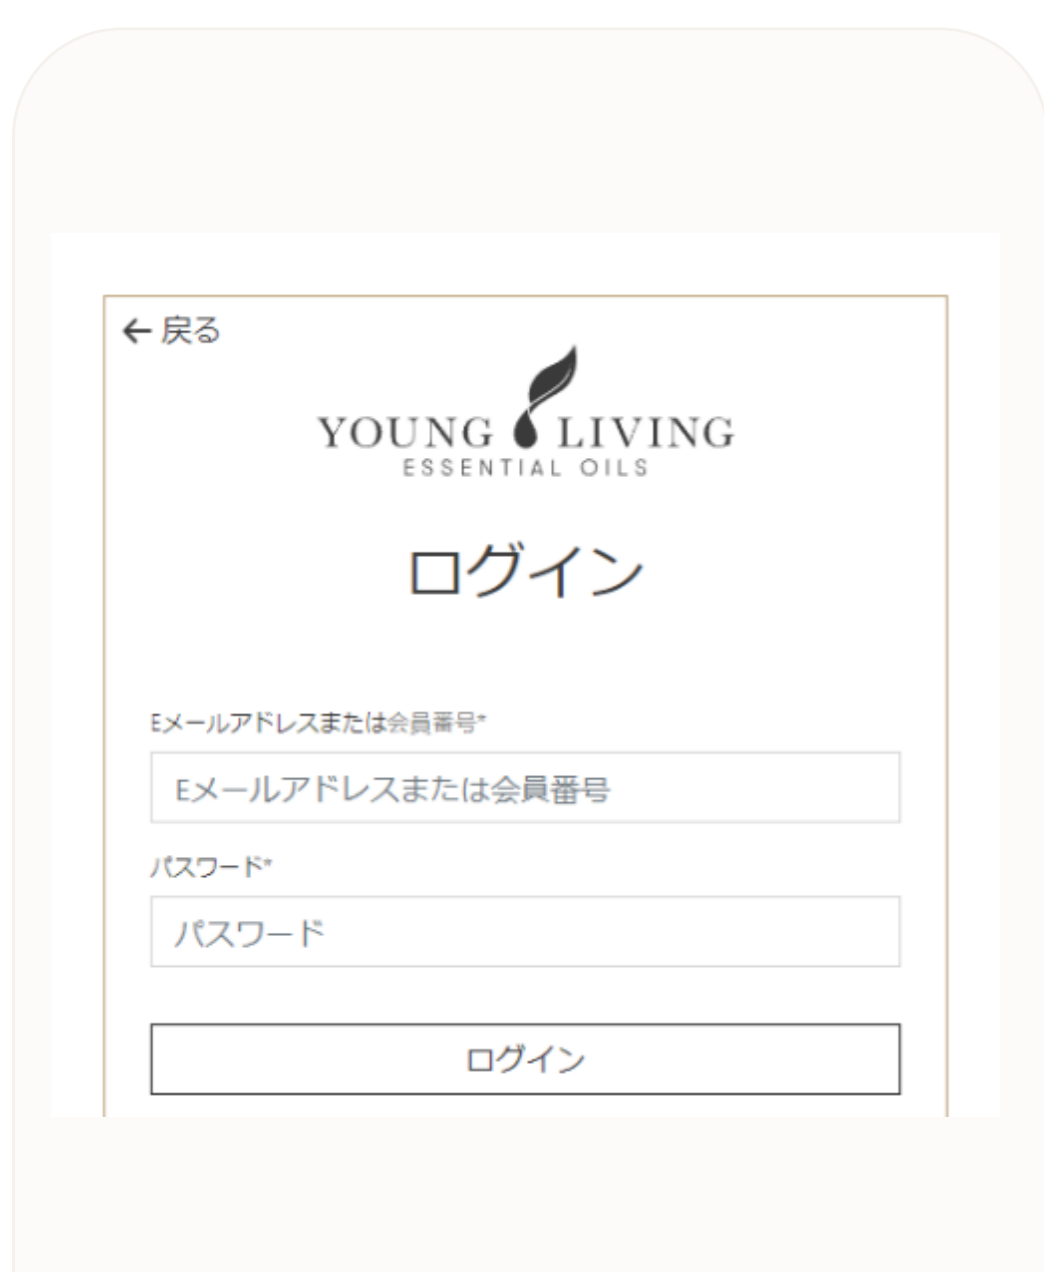 ← 戻る
YOUNG LIVING
ESSENTIAL OILS
ログイン
Eメールアドレスまたは会員番号*
Eメールアドレスまたは会員番号
パスワード*
パスワード
ログイン